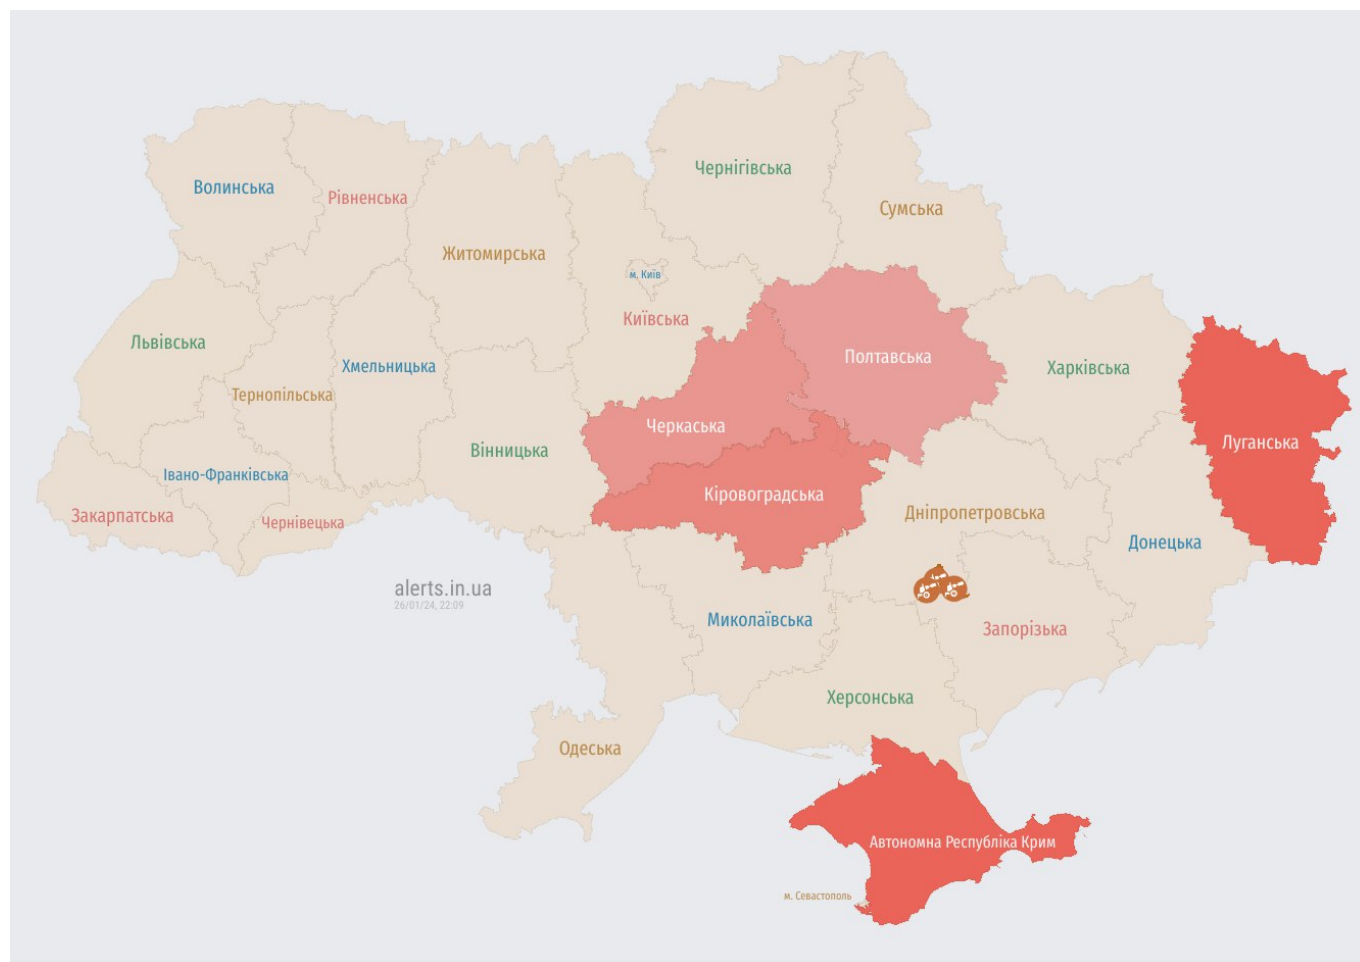 Чернігівська
Волинська
Рівненська
Сумська
Житомирська
м. Київ
Київська
Львівська
Полтавська
Хмельницька
Харківська
Тернопільська
Черкаська
Луганська
Вінницька
Івано-Франківська
Кіровоградська
Закарпатська
Чернівецька
Дніпропетровська
Донецька
alerts.in.ua
26/01/24, 22:09
Миколаївська
Запорізька
Херсонська
Одеська
Автономна Республіка Крим
м. Севастополь